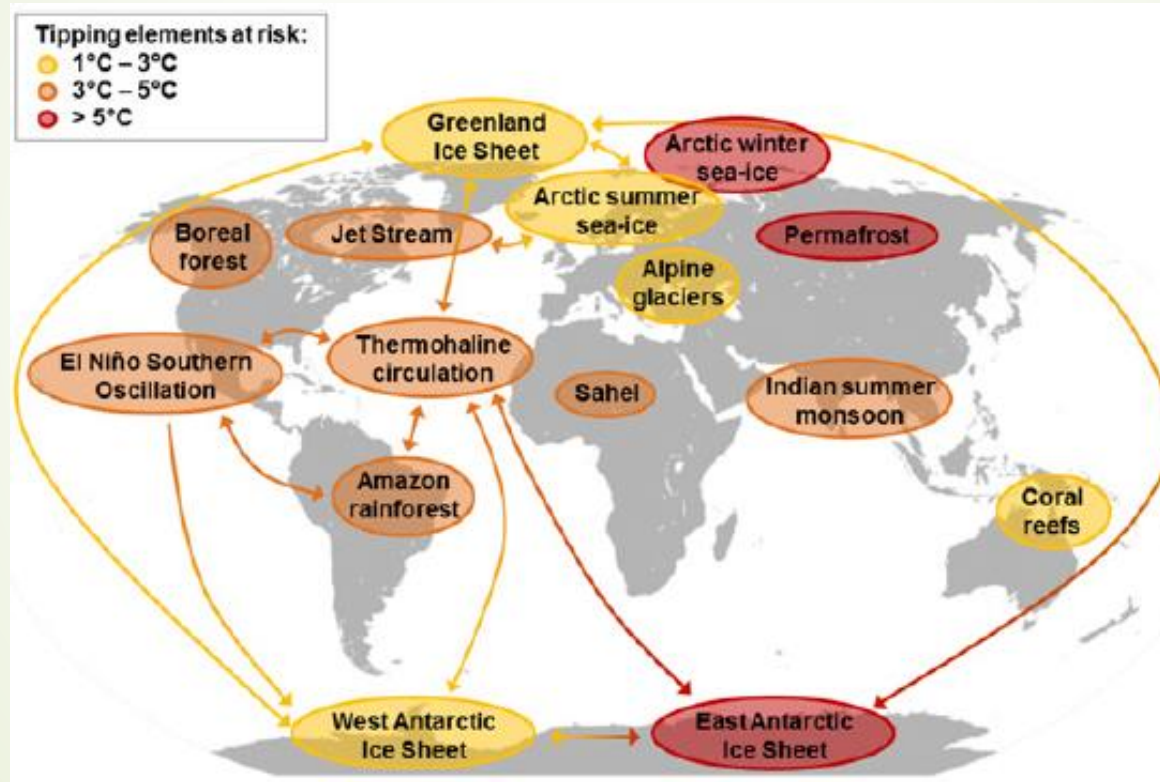 Tipping elements at risk:
1°C – 3°C
3°C – 5°C
> 5°C
Greenland
Ice Sheet
Arctic winter
sea-ice
Arctic summer
sea-ice
Boreal
forest
Jet Stream
Permafrost
Alpine
glaciers
El Niño Southern
Oscillation
Thermohaline
circulation
Sahel
Indian summer
monsoon
Amazon
rainforest
Coral
reefs
West Antarctic
Ice Sheet
East Antarctic
Ice Sheet